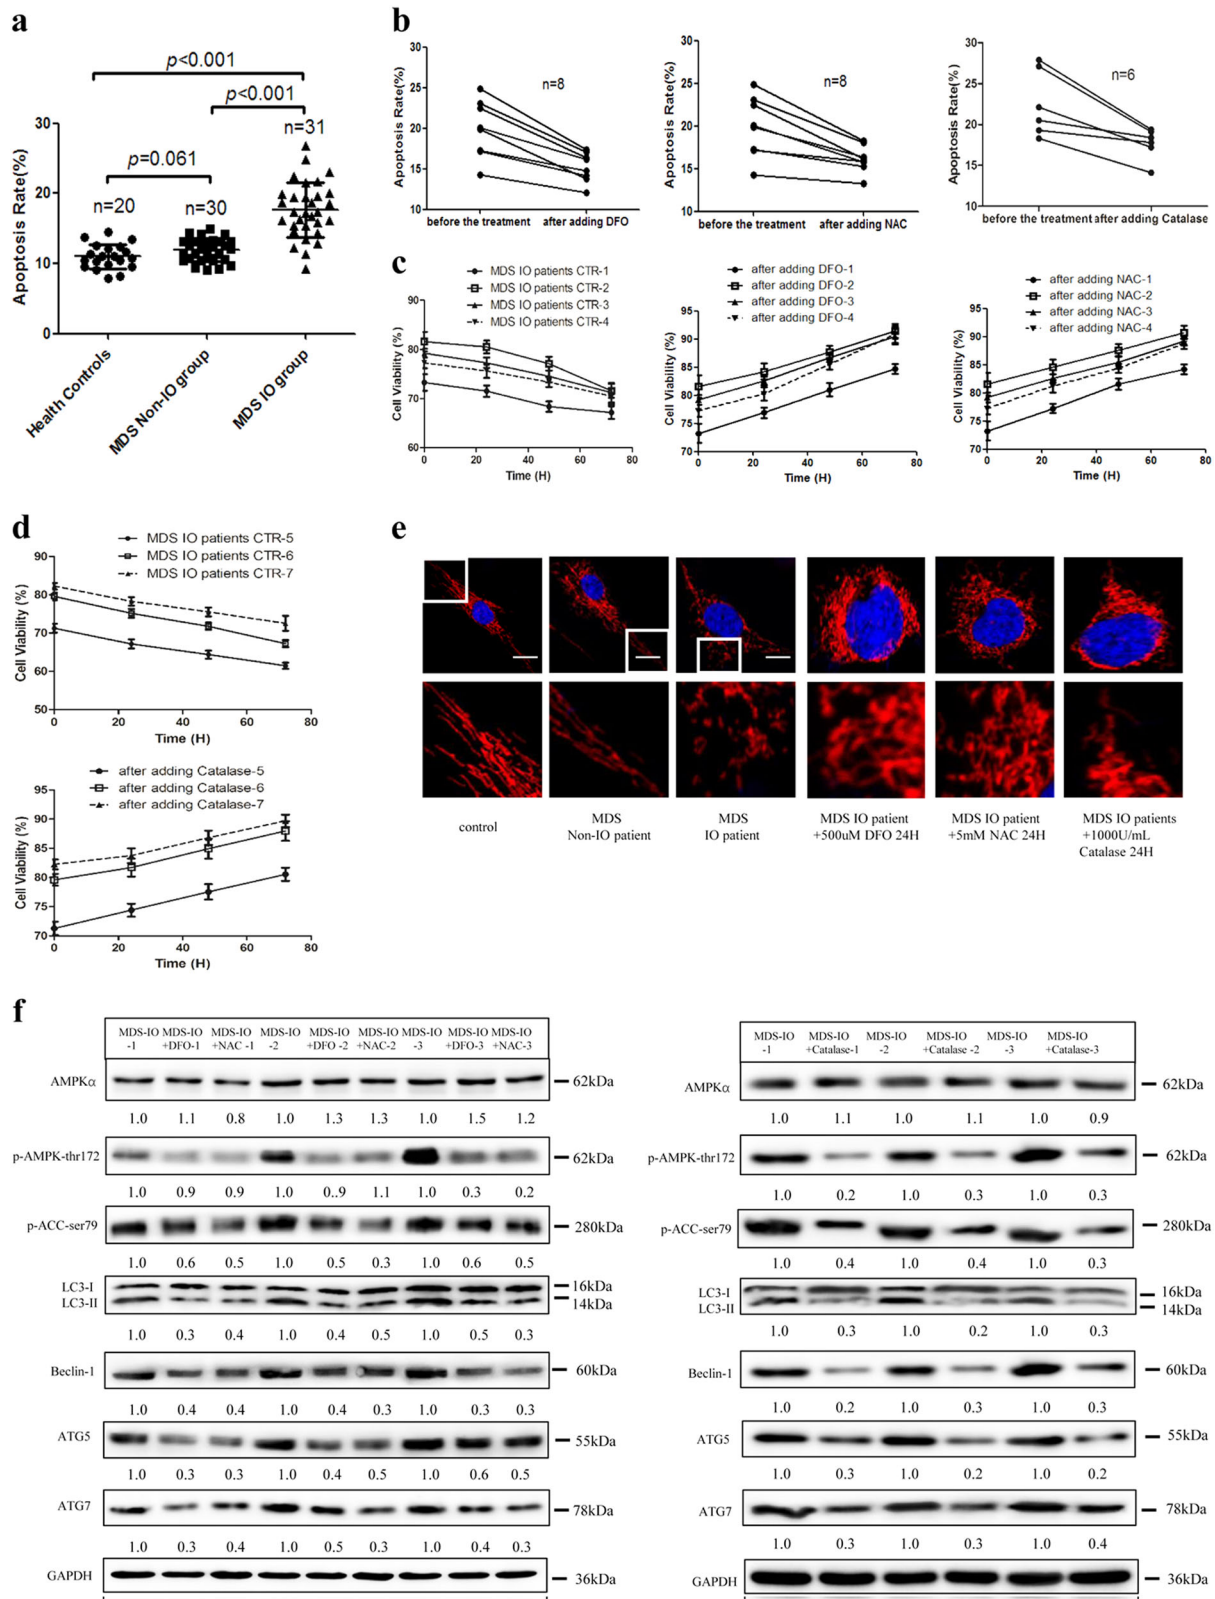 a
p<0.001
p<0.001
n=31
p=0.061
n=20
n=30
Apoptosis Rate(%)
30
20
10
0
Health Controls
MDS Non-IO group
MDS IO group
b
Apoptosis Rate(%)
30
25
20
15
10
n=8
before the treatment
after adding DFO
Apoptosis Rate(%)
30
25
20
15
10
n=8
before the treatment
after adding NAC
Apoptosis Rate(%)
30
25
20
15
10
n=6
before the treatment
after adding Catalase
c
MDS IO patients CTR-1
MDS IO patients CTR-2
MDS IO patients CTR-3
MDS IO patients CTR-4
Cell Viability (%)
90
80
70
60
0 20 40 60 80
Time (H)
after adding DFO-1
after adding DFO-2
after adding DFO-3
after adding DFO-4
Cell Viability (%)
95
90
85
80
75
70
0 20 40 60 80
Time (H)
after adding NAC-1
after adding NAC-2
after adding NAC-3
after adding NAC-4
Cell Viability (%)
95
90
85
80
75
70
0 20 40 60 80
Time (H)
d
MDS IO patients CTR-5
MDS IO patients CTR-6
MDS IO patients CTR-7
Cell Viability (%)
90
80
70
60
50
0 20 40 60 80
Time (H)
after adding Catalase-5
after adding Catalase-6
after adding Catalase-7
Cell Viability (%)
95
90
85
80
75
70
0 20 40 60 80
Time (H)
e
control
MDS
Non-IO patient
MDS
IO patient
MDS IO patient
+500uM DFO 24H
MDS IO patient
+5mM NAC 24H
MDS IO patients
+1000U/mL
Catalase 24H
f
MDS-IO MDS-IO MDS-IO MDS-IO MDS-IO MDS-IO MDS-IO MDS-IO MDS-IO
-1 +DFO-1 +NAC -1 -2 +DFO -2 +NAC-2 -3 +DFO-3 +NAC-3
AMPKα 62kDa
1.0 1.1 0.8 1.0 1.3 1.3 1.0 1.5 1.2
p-AMPK-thr172 62kDa
1.0 0.9 0.9 1.0 0.9 1.1 1.0 0.3 0.2
p-ACC-ser79 280kDa
1.0 0.6 0.5 1.0 0.5 0.3 1.0 0.6 0.5
LC3-I 16kDa
LC3-II 14kDa
1.0 0.3 0.4 1.0 0.4 0.5 1.0 0.5 0.3
Beclin-1 60kDa
1.0 0.4 0.4 1.0 0.4 0.3 1.0 0.3 0.3
ATG5 55kDa
1.0 0.3 0.3 1.0 0.4 0.5 1.0 0.6 0.5
ATG7 78kDa
1.0 0.3 0.4 1.0 0.5 0.3 1.0 0.4 0.3
GAPDH 36kDa
MDS-IO MDS-IO MDS-IO MDS-IO MDS-IO MDS-IO
-1 +Catalase-1 -2 +Catalase -2 -3 +Catalase-3
AMPKα 62kDa
1.0 1.1 1.0 1.1 1.0 0.9
p-AMPK-thr172 62kDa
1.0 0.2 1.0 0.3 1.0 0.3
p-ACC-ser79 280kDa
1.0 0.4 1.0 0.4 1.0 0.3
LC3-I 16kDa
LC3-II 14kDa
1.0 0.3 1.0 0.2 1.0 0.3
Beclin-1 60kDa
1.0 0.2 1.0 0.3 1.0 0.3
ATG5 55kDa
1.0 0.3 1.0 0.2 1.0 0.2
ATG7 78kDa
1.0 0.3 1.0 0.3 1.0 0.4
GAPDH 36kDa